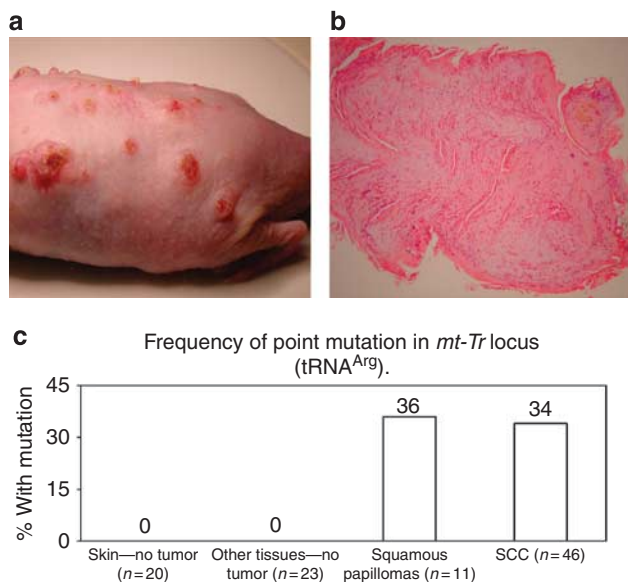 a
b
c
Frequency of point mutation in mt-Tr locus
(tRNAArg).
% With mutation
45
30
15
0
0
0
36
34
Skin—no tumor
(n=20)
Other tissues—no
tumor (n=23)
Squamous
papillomas (n=11)
SCC (n=46)